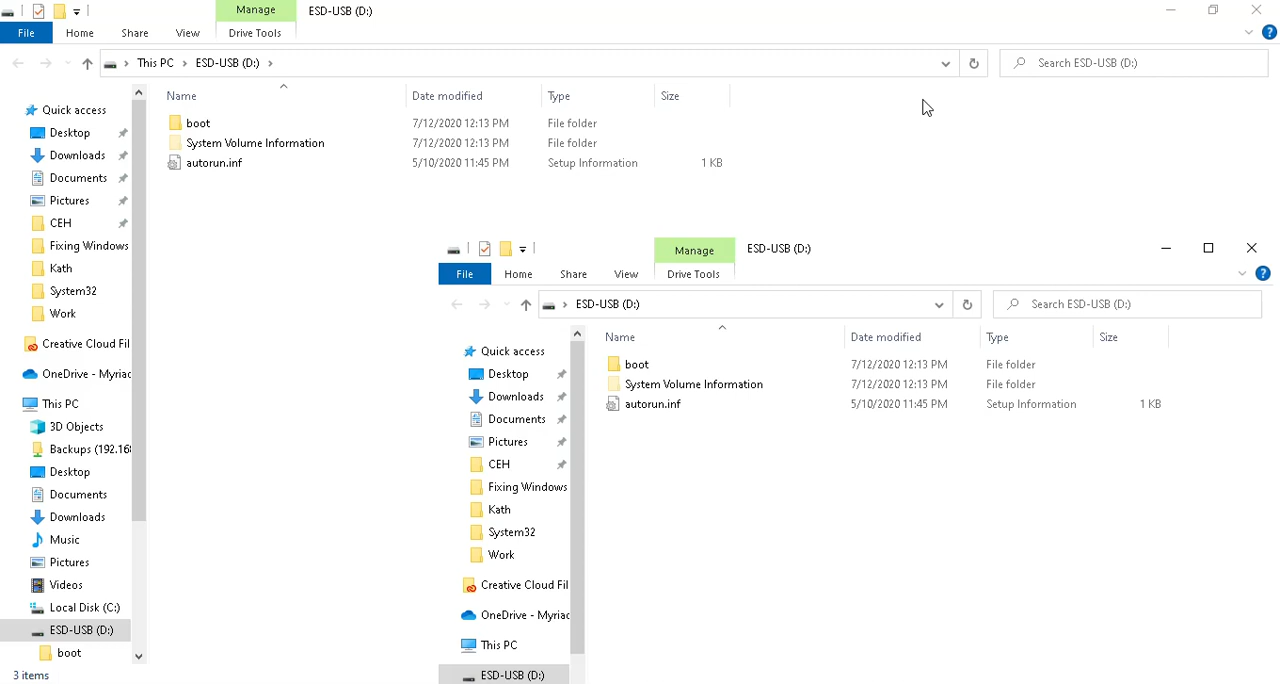 Manage ESD-USB (D:)
File Home Share View Drive Tools
This PC ESD-USB (D:) Search ESD-USB (D:)
Name Date modified Type Size
boot 7/12/2020 12:13 PM File folder
System Volume Information 7/12/2020 12:13 PM File folder
autorun.inf 5/10/2020 11:45 PM Setup Information 1 KB
Quick access
Desktop
Downloads
Documents
Pictures
CEH
Fixing Windows
Kath
System32
Work
Creative Cloud Fil
OneDrive - Myriad
This PC
3D Objects
Backups (192.168
Desktop
Documents
Downloads
Music
Pictures
Videos
Local Disk (C:)
ESD-USB (D:)
boot
3 items
Manage ESD-USB (D:)
File Home Share View Drive Tools
ESD-USB (D:) Search ESD-USB (D:)
Name Date modified Type Size
boot 7/12/2020 12:13 PM File folder
System Volume Information 7/12/2020 12:13 PM File folder
autorun.inf 5/10/2020 11:45 PM Setup Information 1 KB
Quick access
Desktop
Downloads
Documents
Pictures
CEH
Fixing Windows
Kath
System32
Work
Creative Cloud Fil
OneDrive - Myriad
This PC
ESD-USB (D:)